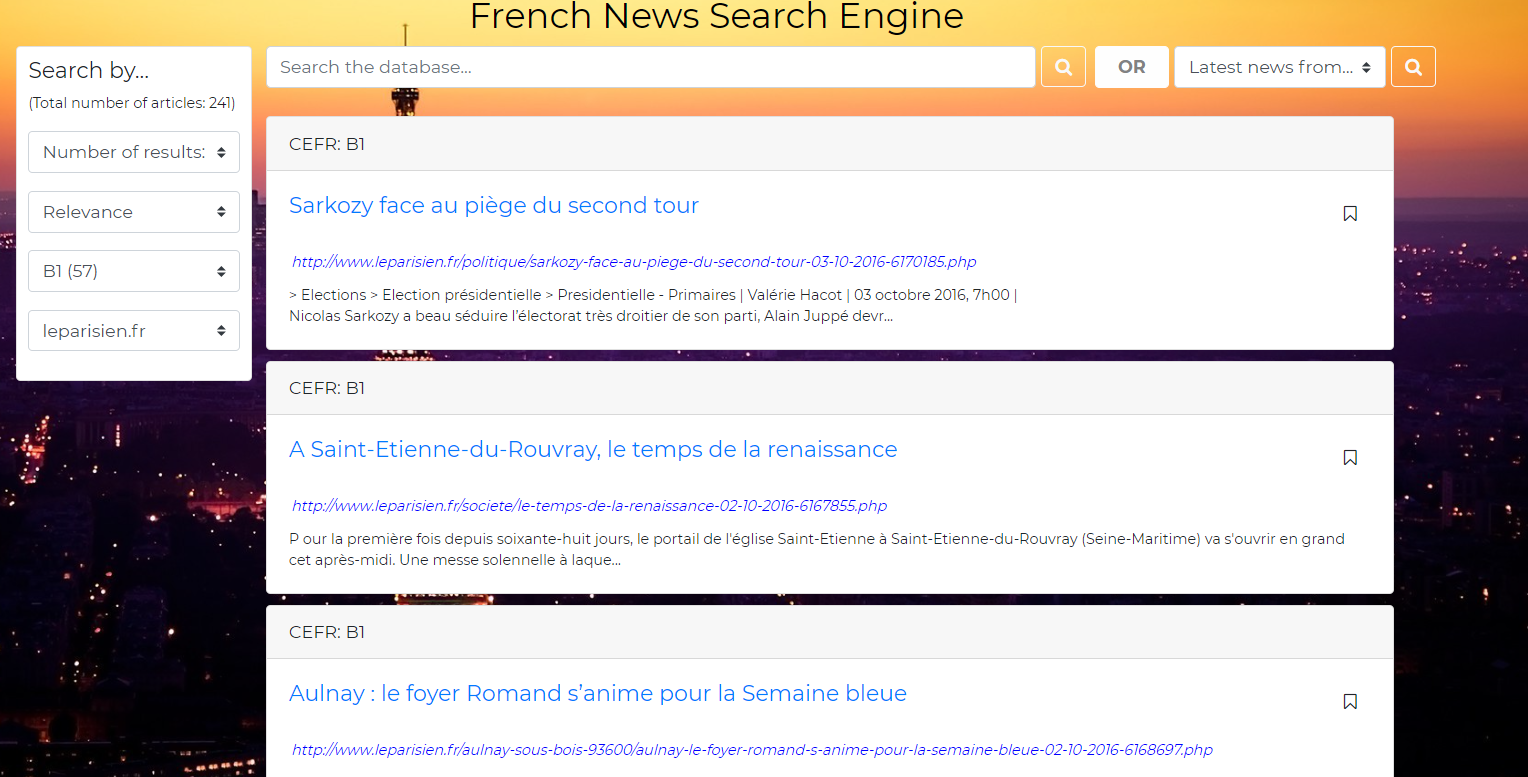 French News Search Engine
Search by...
(Total number of articles: 241)
Number of results:
Relevance
B1 (57)
leparisien.fr
Search the database...
OR
Latest news from...
CEFR: B1
Sarkozy face au piège du second tour
http://www.leparisien.fr/politique/sarkozy-face-au-piege-du-second-tour-03-10-2016-6170185.php
> Elections > Election présidentielle > Presidentielle - Primaires | Valérie Hacot | 03 octobre 2016, 7h00 |
Nicolas Sarkozy a beau séduire l’électorat très droitier de son parti, Alain Juppé devr...
CEFR: B1
A Saint-Etienne-du-Rouvray, le temps de la renaissance
http://www.leparisien.fr/societe/le-temps-de-la-renaissance-02-10-2016-6167855.php
P our la première fois depuis soixante-huit jours, le portail de l'église Saint-Etienne à Saint-Etienne-du-Rouvray (Seine-Maritime) va s'ouvrir en grand
cet après-midi. Une messe solennelle à laque...
CEFR: B1
Aulnay : le foyer Romand s’anime pour la Semaine bleue
http://www.leparisien.fr/aulnay-sous-bois-93600/aulnay-le-foyer-romand-s-anime-pour-la-semaine-bleue-02-10-2016-6168697.php